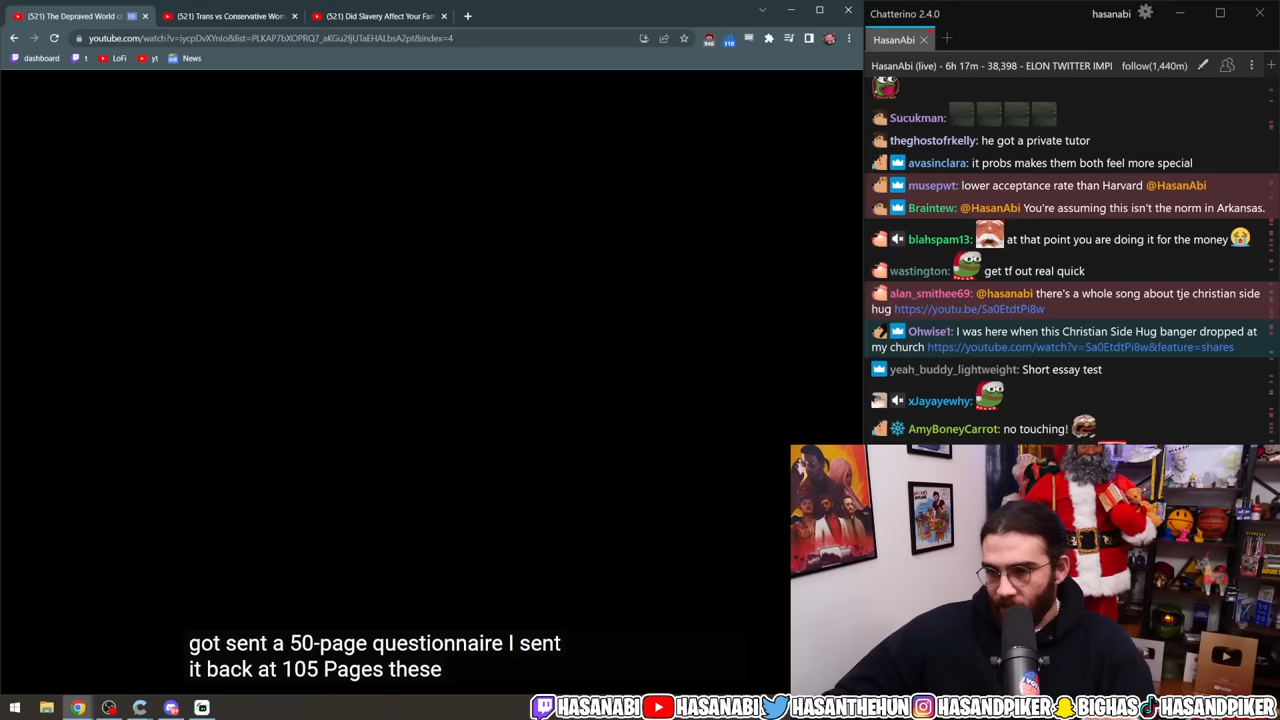 (521) The Depraved World o
(521) Trans vs Conservative Wom
(521) Did Slavery Affect Your Fam
youtube.com/watch?v=iycpDvXYnIo&list=PLKAP7bXOPRQ7_aKGu2fjUTaEHALbsA2pt&index=4
946
110
dashboard
t
LoFi
yt
News
Chatterino 2.4.0
hasanabi
HasanAbi
HasanAbi (live) - 6h 17m - 38,398 - ELON TWITTER IMPI
follow(1,440m)
Sucukman:
theghostofrkelly: he got a private tutor
avasinclara: it probs makes them both feel more special
musepwt: lower acceptance rate than Harvard @HasanAbi
Braintew: @HasanAbi You're assuming this isn't the norm in Arkansas.
blahspam13: at that point you are doing it for the money
wastington: get tf out real quick
alan_smithee69: @hasanabi there's a whole song about tje christian side
hug https://youtu.be/Sa0EtdtPi8w
Ohwise1: I was here when this Christian Side Hug banger dropped at
my church https://youtube.com/watch?v=Sa0EtdtPi8w&feature=shares
yeah_buddy_lightweight: Short essay test
xJayayewhy:
AmyBoneyCarrot: no touching!
got sent a 50-page questionnaire I sent
it back at 105 Pages these
HASANABI
HASANABI
HASANTHEHUN
HASANDPIKER
BIGHAS
HASANDPIKER